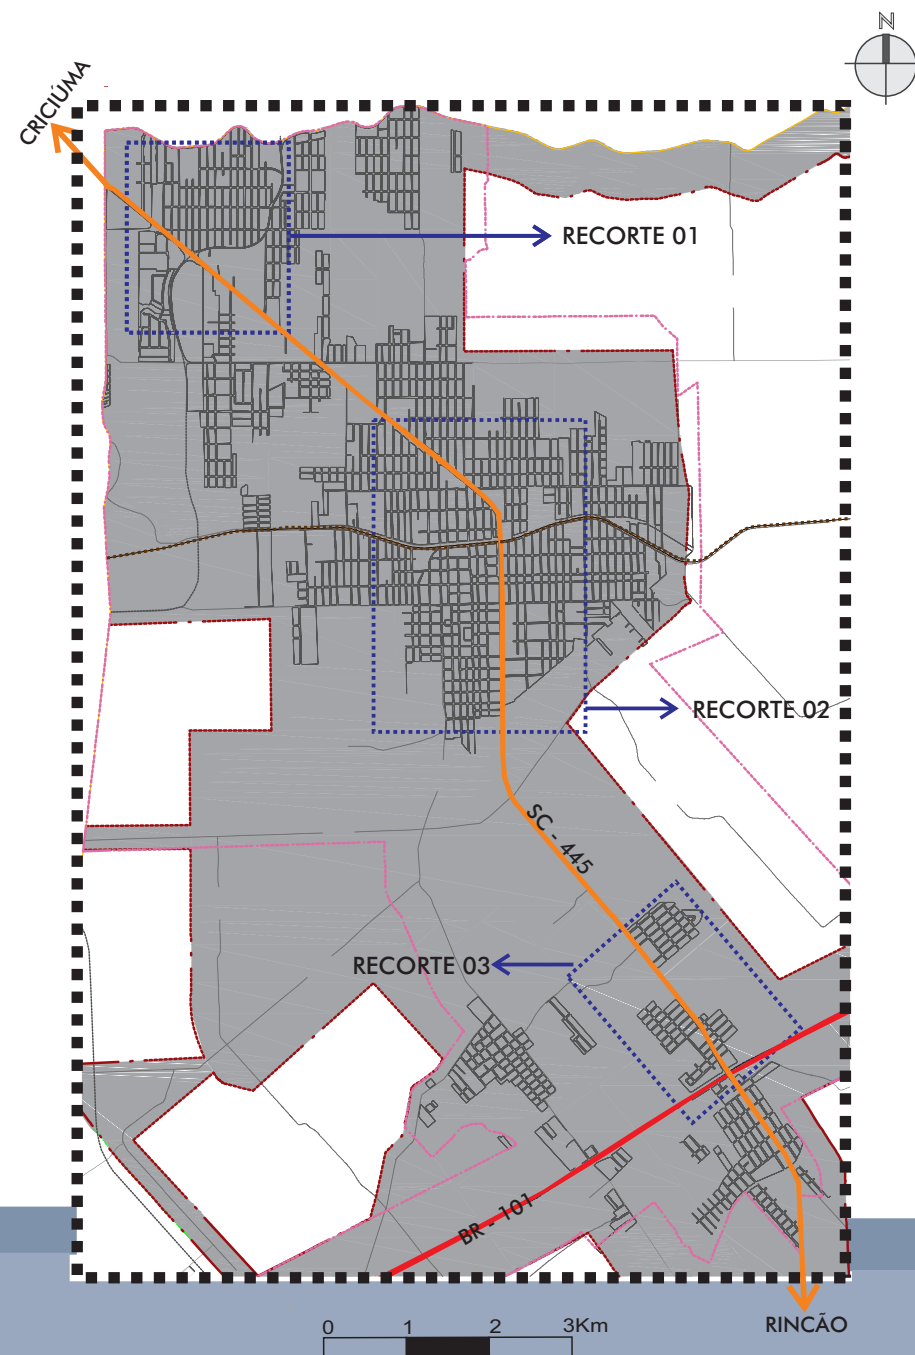 N
CRICIÚMA
RECORTE 01
RECORTE 02
SC - 445
RECORTE 03
BR - 101
RINCÃO
0 1 2 3Km